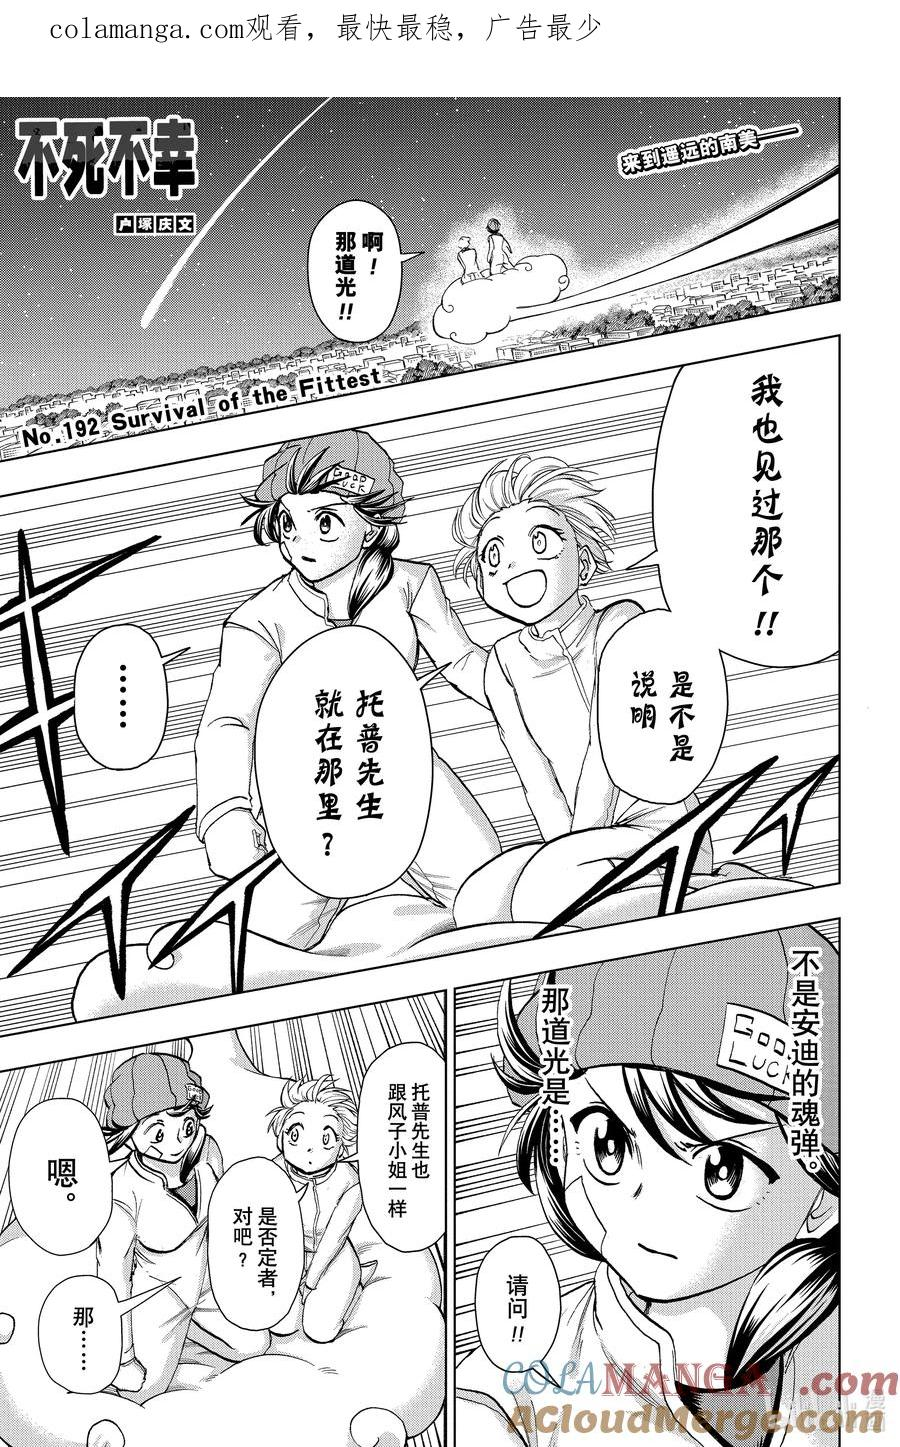 colamanga.com观看，最快最稳，广告最少
不死不幸
户塚庆文
来到遥远的南美——
啊！
那道光!!
No.192 Survival of the Fittest
我也见过那个!!
是不是
说明
GOOD
LUCK
托普先生
就在那里？
……
不是安迪的魂弹。
那道光是……
GOOD
LUCK
请问!!
托普先生也
跟风子小姐一样
是否定者，
对吧？
嗯。
那……
COLAMANGA.com
ACloudMerge.com